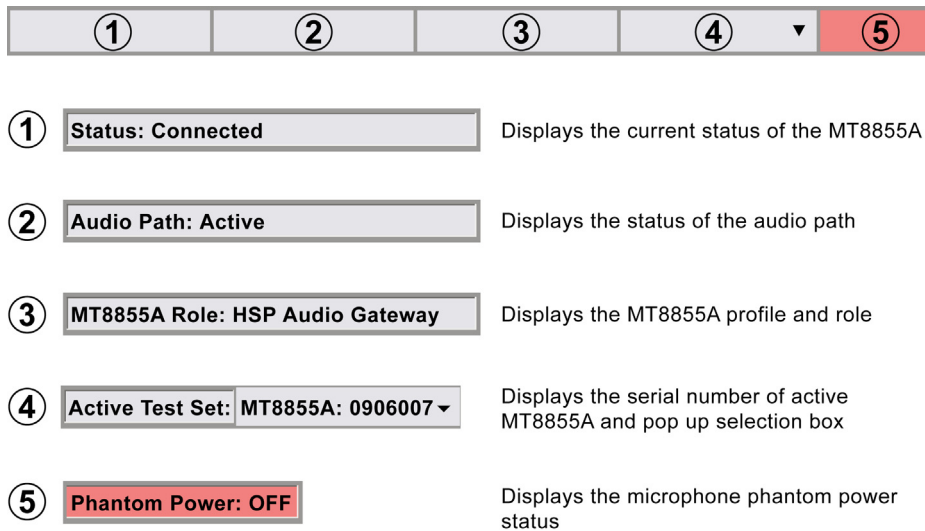 ① ② ③ ④ ▼ ⑤
① Status: Connected Displays the current status of the MT8855A
② Audio Path: Active Displays the status of the audio path
③ MT8855A Role: HSP Audio Gateway Displays the MT8855A profile and role
④ Active Test Set: MT8855A: 0906007 ▾ Displays the serial number of active
MT8855A and pop up selection box
⑤ Phantom Power: OFF Displays the microphone phantom power
status